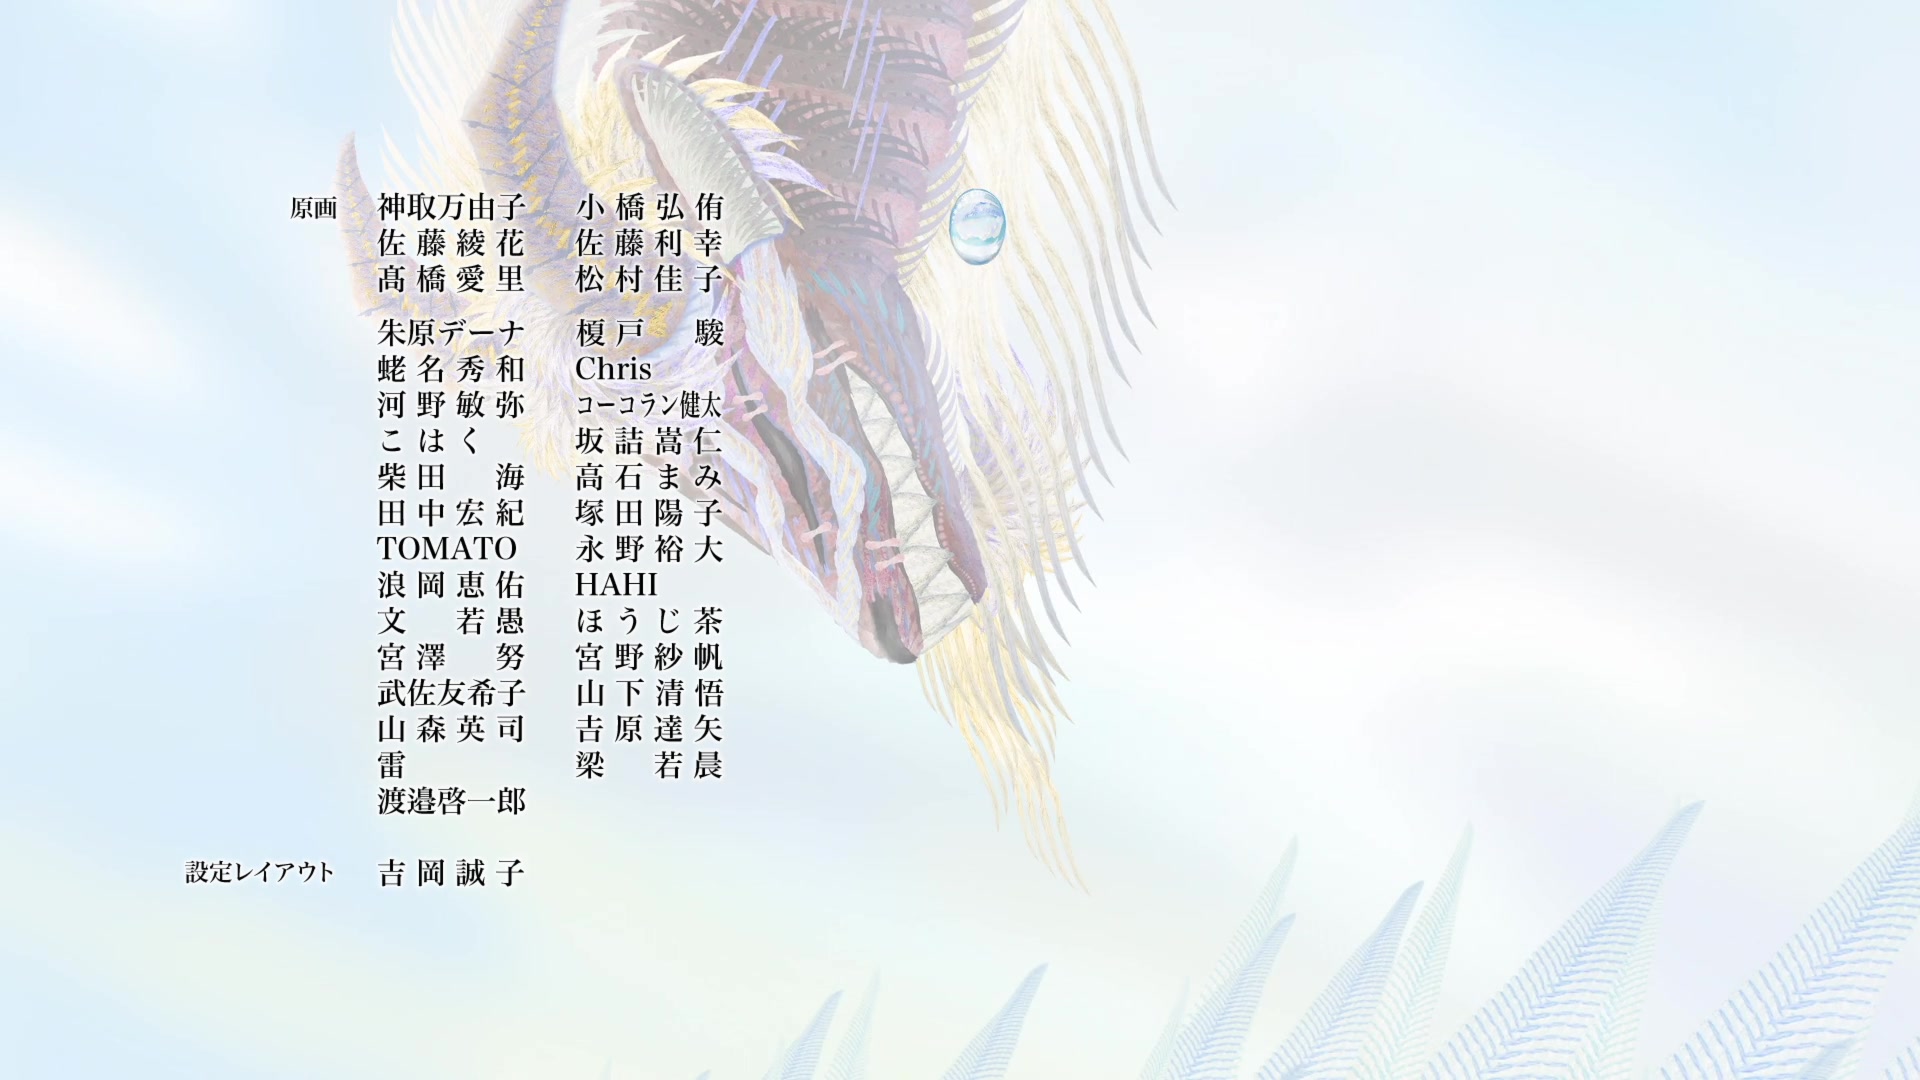 原画 神取万由子 小橋弘侑
佐藤綾花 佐藤利幸
髙橋愛里 松村佳子
朱原デーナ 榎戸 駿
蛯名秀和 Chris
河野敏弥 コーコラン健太
こはく 坂詰嵩仁
柴田 海 高石まみ
田中宏紀 塚田陽子
TOMATO 永野裕大
浪岡恵佑 HAHI
文 若愚 ほうじ茶
宮澤 努 宮野紗帆
武佐友希子 山下清悟
山森英司 𠮷原達矢
雷 梁 若晨
渡邉啓一郎
設定レイアウト 吉岡誠子